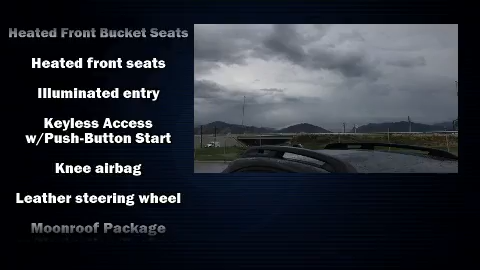 Heated Front Bucket Seats
Heated front seats
Illuminated entry
Keyless Access
w/Push-Button Start
Knee airbag
Leather steering wheel
Moonroof Package